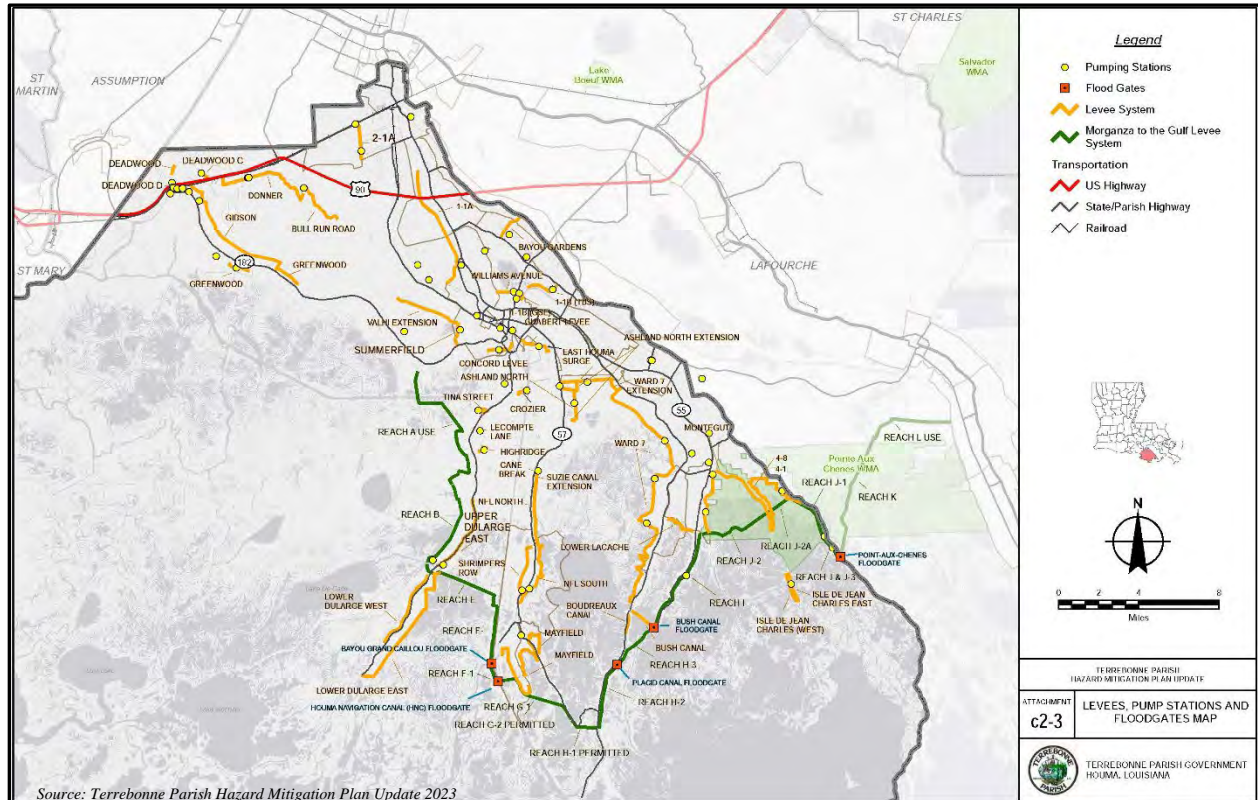 ST CHARLES
ST
MARTIN
ASSUMPTION
Lake
Boeuf WMA
Salvador
WMA
2-1A
DEADWOOD
DEADWOOD C
DEADWOOD D
DONNER
90
1-1A
GIDSON
BULL RUN ROAD
BAYOU GARDENS
ST MARY
182
GREENWOOD
GREENWOOD
LAFOURCHE
WILLIAMS AVENUE
1-1B (TBS)
1-1B (GSE)
VALHI EXTENSION
SUMMERFIELD
ASHLAND NORTH EXTENSION
CONCORD LEVEE
EAST HOUMA
SURGE
ASHLAND NORTH
WARD 7
EXTENSION
TINA STREET
CROZIER
55
REACH A USE
LECOMPTE
LANE
57
MONTEGUT
REACH L USE
HIGHRIDGE
WARD 7
CANE
BREAK
SUZIE CANAL
EXTENSION
4-8
4-1
Pointe Aux
Chenes WMA
REACH J-1
REACH K
NFL NORTH
REACH B
UPPER
DULARGE
EAST
LOWER LACACHE
REACH J-2A
REACH J-2
POINT-AUX-CHENES
FLOODGATE
SHRIMPERS
ROW
NFL SOUTH
REACH I & J-3
LOWER
DULARGE WEST
REACH E
REACH I
ISLE DE JEAN
CHARLES EAST
BOUDREAUX
CANAL
ISLE DE JEAN
CHARLES (WEST)
REACH F-
MAYFIELD
BUSH CANAL
FLOODGATE
BAYOU GRAND CAILLOU FLOODGATE
MAYFIELD
BUSH CANAL
REACH F-1
REACH H-3
PLACID CANAL FLOODGATE
LOWER DULARGE EAST
HOUMA NAVIGATION CANAL (HNC) FLOODGATE
REACH G-1
REACH H-2
REACH G-2 PERMITTED
REACH H-1 PERMITTED
Source: Terrebonne Parish Hazard Mitigation Plan Update 2023
Legend
Pumping Stations
Flood Gates
Levee System
Morganza to the Gulf Levee
System
Transportation
US Highway
State/Parish Highway
Railroad
N
0 2 4 8
Miles
TERREBONNE PARISH
HAZARD MITIGATION PLAN UPDATE
ATTACHMENT
c2-3
LEVEES, PUMP STATIONS AND
FLOODGATES MAP
TERREBONNE
PARISH
TERREBONNE PARISH GOVERNMENT
HOUMA, LOUISIANA